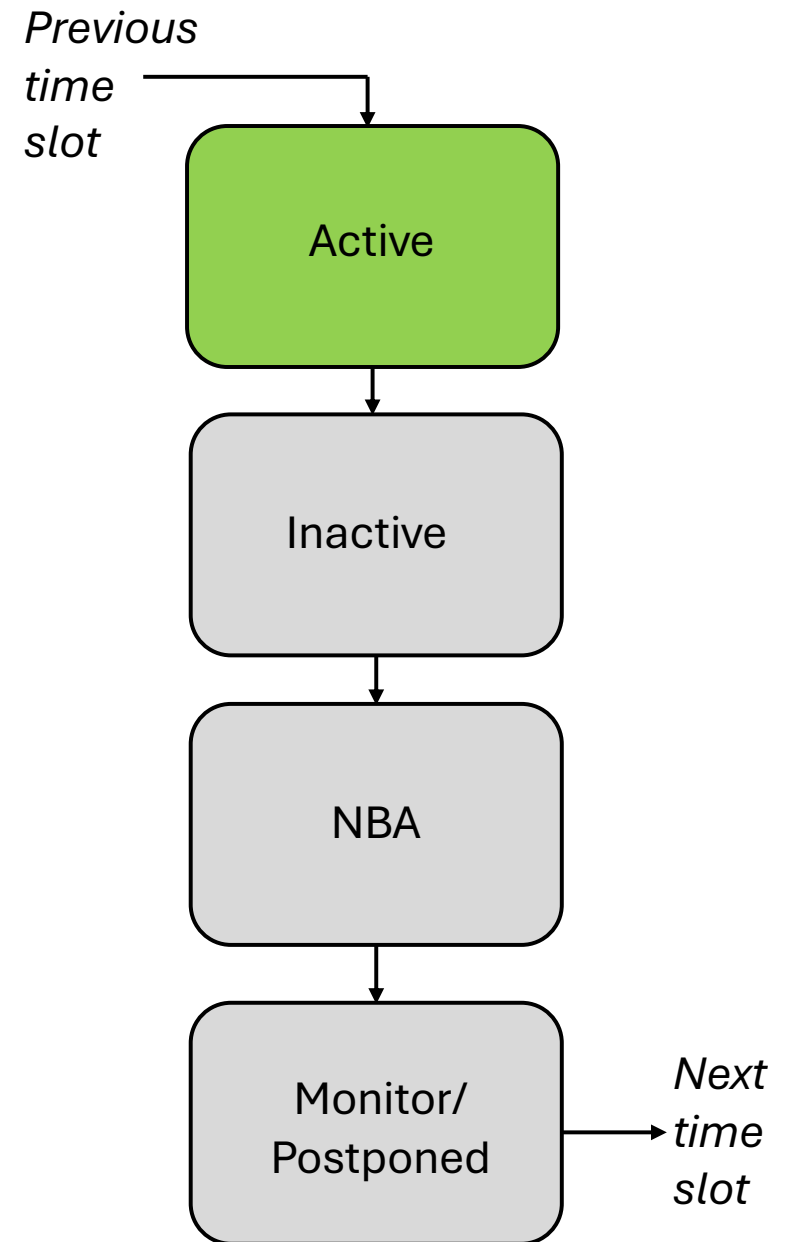 Previous
time
slot
Active
Inactive
NBA
Monitor/
Postponed
Next
time
slot